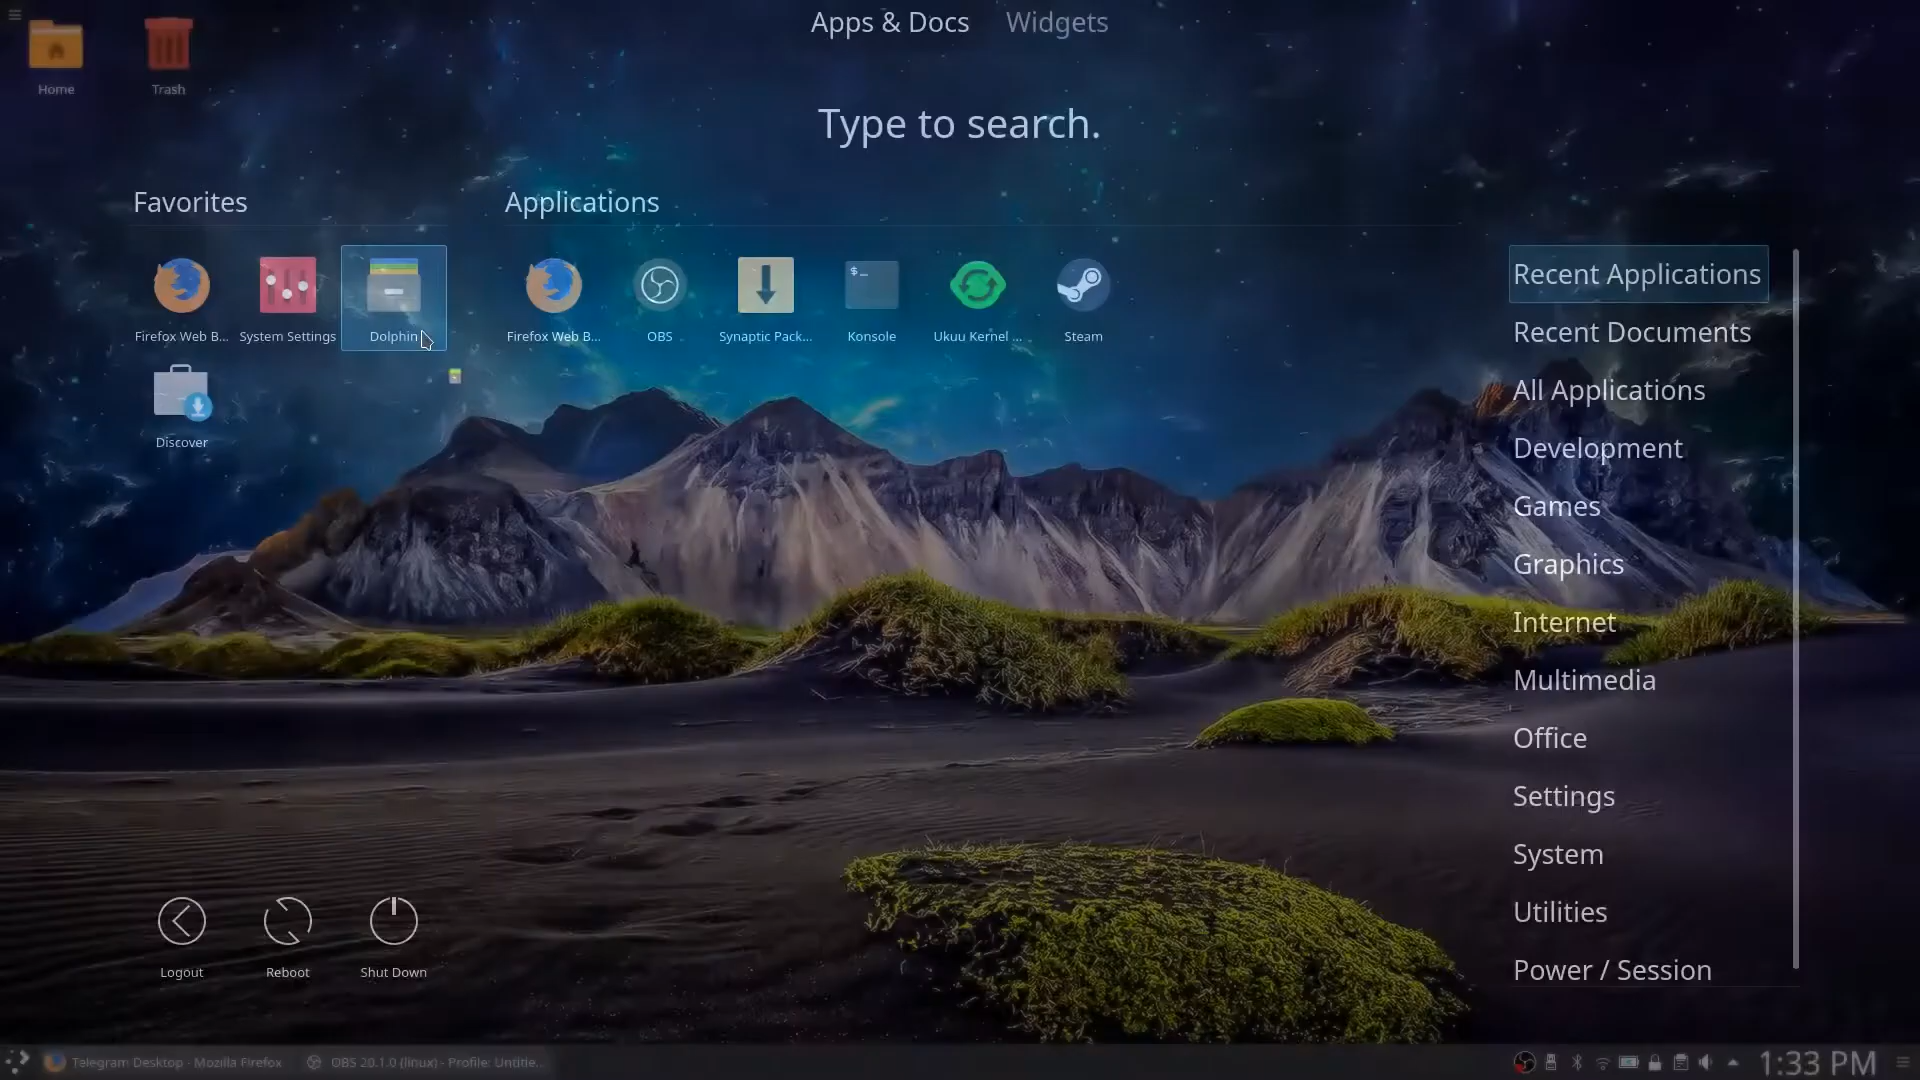 Apps & Docs Widgets
Home Trash
Type to search.
Favorites
Applications
Firefox Web B... System Settings Dolphin
Discover
Firefox Web B... OBS Synaptic Pack... Konsole Ukuu Kernel ... Steam
$_
Recent Applications
Recent Documents
All Applications
Development
Games
Graphics
Internet
Multimedia
Office
Settings
System
Utilities
Power / Session
Logout Reboot Shut Down
Telegram Desktop - Mozilla Firefox
OBS 20.1.0 (linux) - Profile: Untitle...
1:33 PM